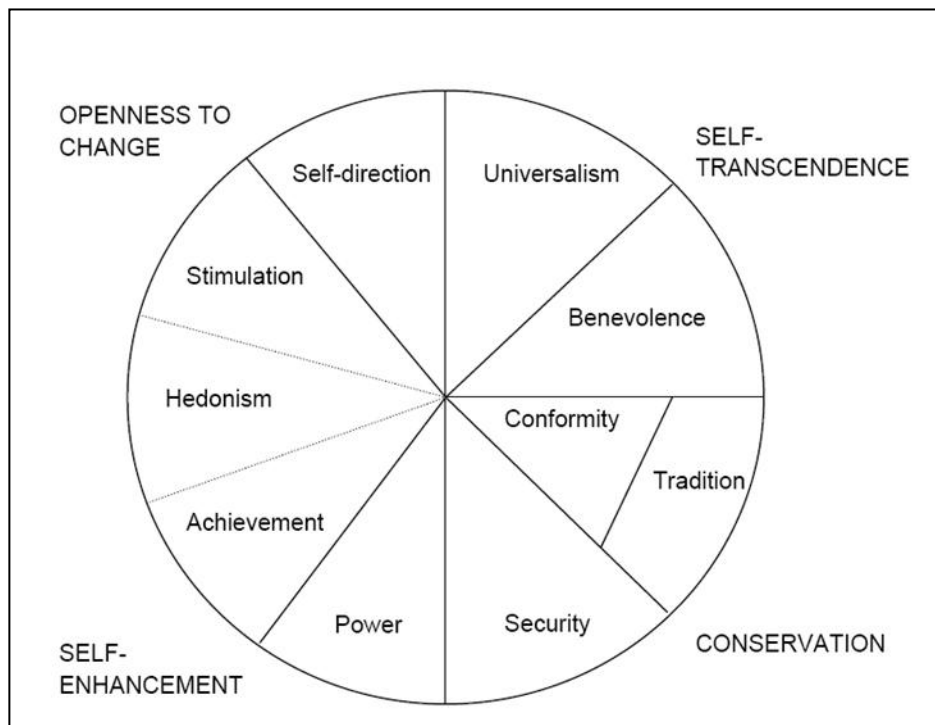 OPENNESS TO
CHANGE
SELF-
TRANSCENDENCE
Self-direction
Universalism
Stimulation
Benevolence
Hedonism
Conformity
Tradition
Achievement
Power
Security
SELF-
ENHANCEMENT
CONSERVATION